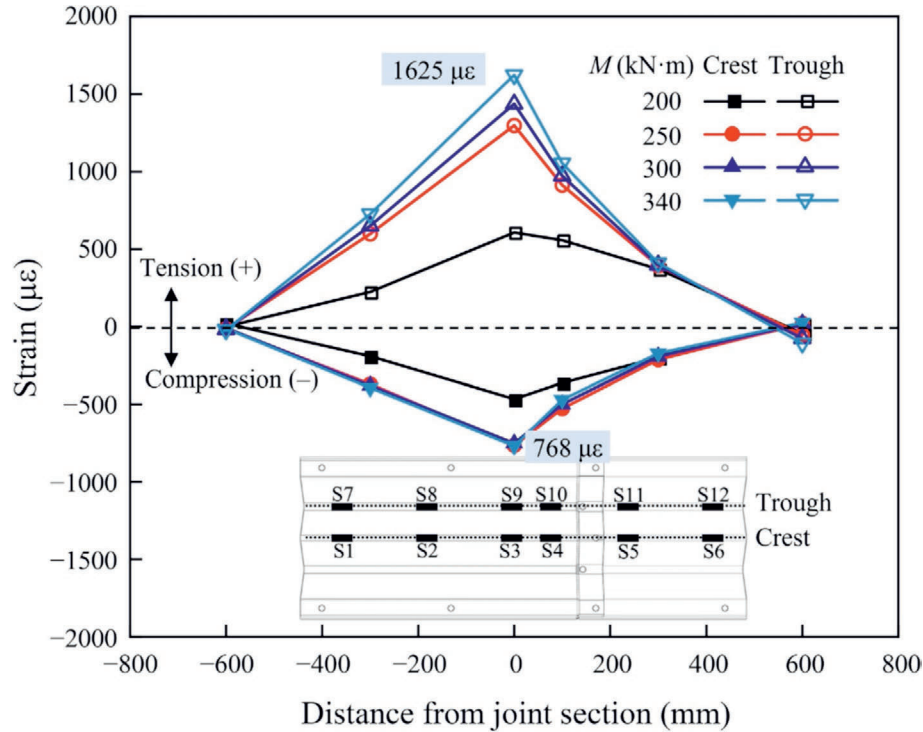 2000
1500
1000
500
0
−500
−1000
−1500
−2000
Strain (με)
1625 με
M (kN·m) Crest Trough
200
250
300
340
Tension (+)
Compression (–)
768 με
S7 S8 S9 S10 S11 S12
Trough
Crest
S1 S2 S3 S4 S5 S6
−800 −600 −400 −200 0 200 400 600 800
Distance from joint section (mm)